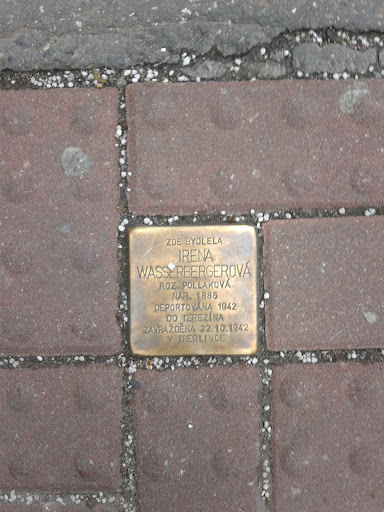 ZDE BYDLELA
IRENA
WASSERBERGEROVÁ
ROZ. POLLAKOVÁ
NAR. 1885
DEPORTOVÁNA 1942
DO TEREZÍNA
ZAVRAŽDĚNA 22.10.1942
V TREBLINCE